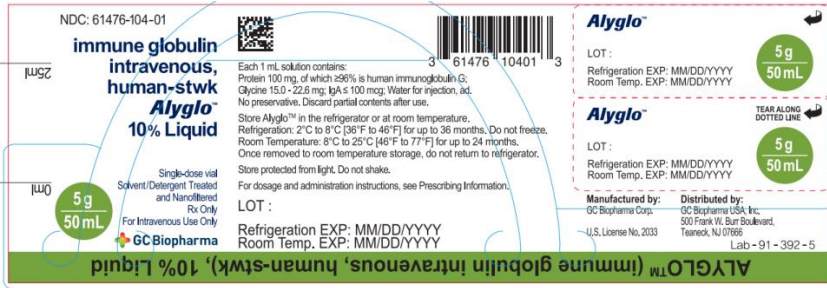 NDC: 61476-104-01
immune globulin
intravenous,
human-stwk
Alyglo™
10% Liquid
25ml
0ml
Single-dose vial
Solvent/Detergent Treated
and Nanofiltered
Rx Only
For Intravenous Use Only
5 g
50 mL
GC Biopharma
3 61476 10401 3
Each 1 mL solution contains:
Protein 100 mg, of which ≥96% is human immunoglobulin G;
Glycine 15.0 - 22.6 mg; IgA ≤ 100 mcg; Water for injection, ad.
No preservative. Discard partial contents after use.
Store Alyglo™ in the refrigerator or at room temperature.
Refrigeration: 2°C to 8°C [36°F to 46°F] for up to 36 months. Do not freeze.
Room Temperature: 8°C to 25°C [46°F to 77°F] for up to 24 months.
Once removed to room temperature storage, do not return to refrigerator.
Store protected from light. Do not shake.
For dosage and administration instructions, see Prescribing Information.
LOT :
Refrigeration EXP: MM/DD/YYYY
Room Temp. EXP: MM/DD/YYYY
Alyglo™
LOT :
Refrigeration EXP: MM/DD/YYYY
Room Temp. EXP: MM/DD/YYYY
5 g
50 mL
Alyglo™
TEAR ALONG
DOTTED LINE
LOT :
Refrigeration EXP: MM/DD/YYYY
Room Temp. EXP: MM/DD/YYYY
5 g
50 mL
Manufactured by:
GC Biopharma Corp.
U.S. License No. 2033
Distributed by:
GC Biopharma USA, Inc.
500 Frank W. Burr Boulevard,
Teaneck, NJ 07666
Lab-91-392-5
ALYGLO™ (immune globulin intravenous, human-stwk), 10% Liquid